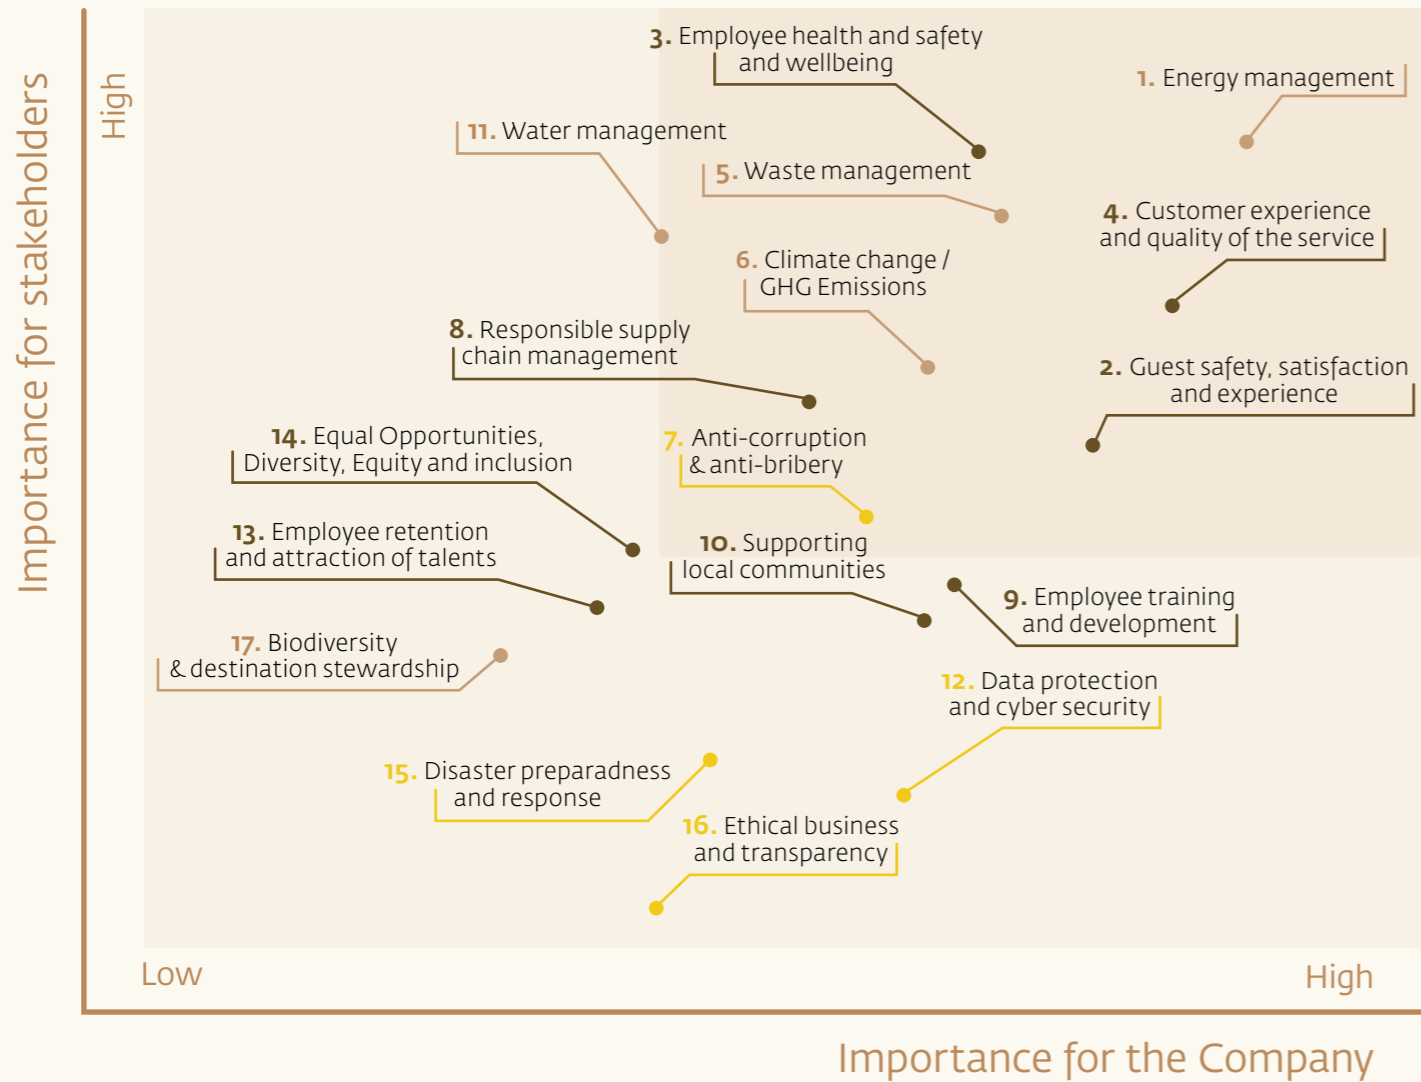 Importance for stakeholders
High
3. Employee health and safety
and wellbeing
1. Energy management
11. Water management
5. Waste management
4. Customer experience
and quality of the service
6. Climate change /
GHG Emissions
8. Responsible supply
chain management
2. Guest safety, satisfaction
and experience
14. Equal Opportunities,
Diversity, Equity and inclusion
7. Anti-corruption
& anti-bribery
13. Employee retention
and attraction of talents
10. Supporting
local communities
9. Employee training
and development
17. Biodiversity
& destination stewardship
12. Data protection
and cyber security
15. Disaster preparadness
and response
16. Ethical business
and transparency
Low
High
Importance for the Company